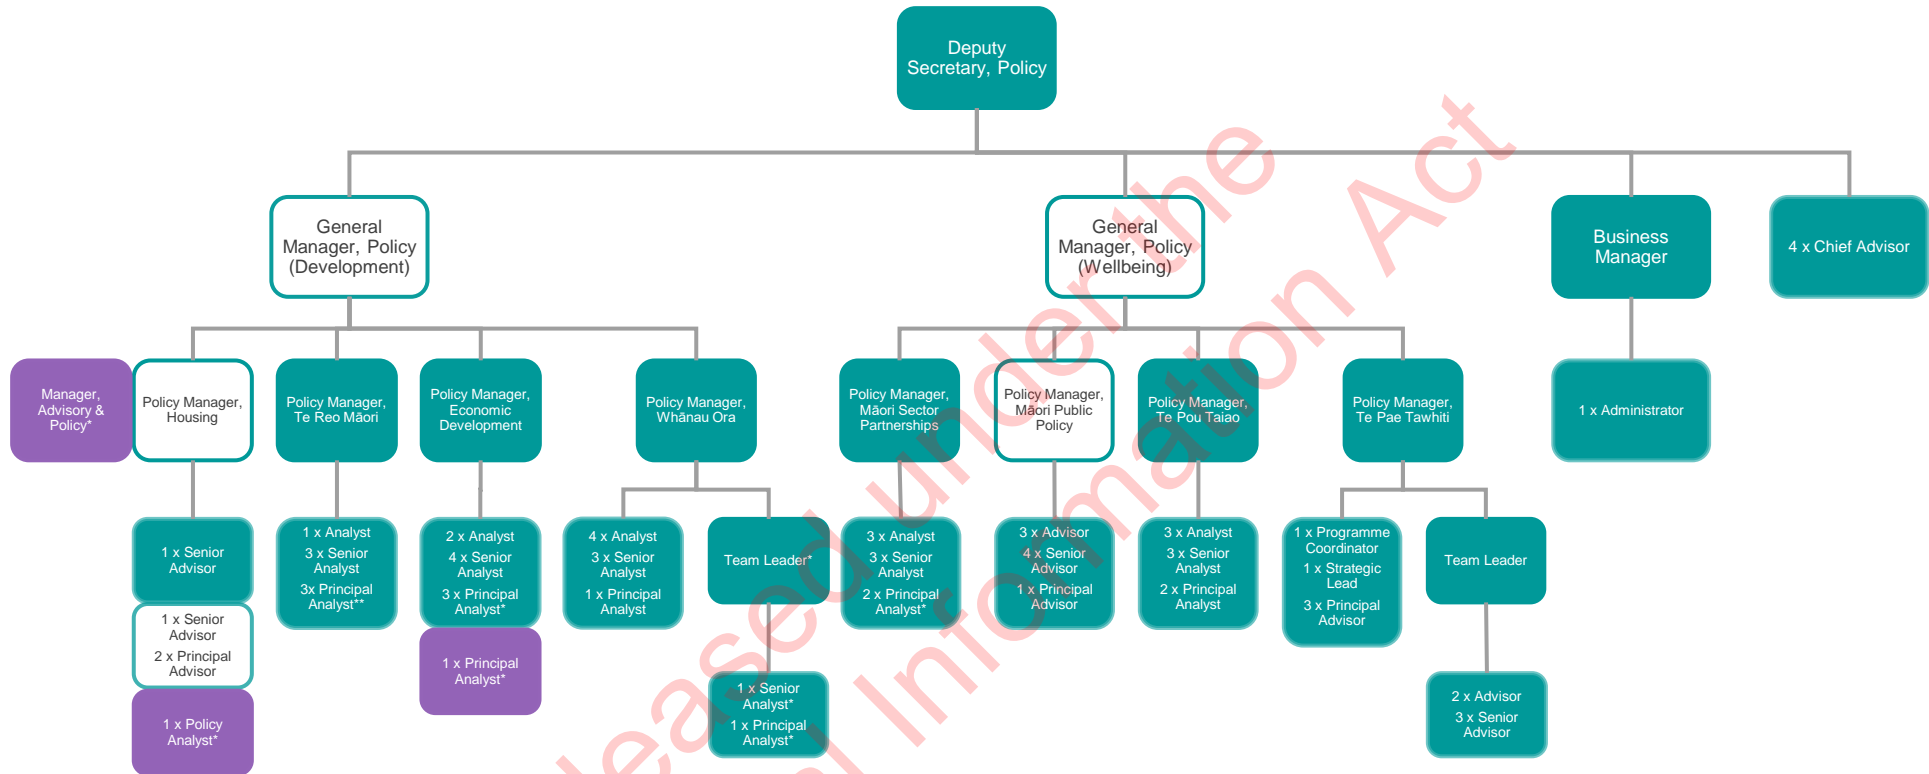 Deputy
Secretary, Policy
General
Manager, Policy
(Development)
General
Manager, Policy
(Wellbeing)
Business
Manager
4 x Chief Advisor
Manager,
Advisory &
Policy*
Policy Manager,
Housing
Policy Manager,
Te Reo Māori
Policy Manager,
Economic
Development
Policy Manager,
Whānau Ora
Policy Manager,
Māori Sector
Partnerships
Policy Manager,
Māori Public
Policy
Policy Manager,
Te Pou Taiao
Policy Manager,
Te Pae Tawhiti
1 x Administrator
1 x Senior
Advisor
1 x Senior
Advisor
2 x Principal
Advisor
1 x Policy
Analyst*
1 x Analyst
3 x Senior
Analyst
3x Principal
Analyst**
2 x Analyst
4 x Senior
Analyst
3 x Principal
Analyst*
1 x Principal
Analyst*
4 x Analyst
3 x Senior
Analyst
1 x Principal
Analyst
Team Leader*
1 x Senior
Analyst*
1 x Principal
Analyst*
3 x Analyst
3 x Senior
Analyst
2 x Principal
Analyst*
3 x Advisor
4 x Senior
Advisor
1 x Principal
Advisor
3 x Analyst
3 x Senior
Analyst
2 x Principal
Analyst
1 x Programme
Coordinator
1 x Strategic
Lead
3 x Principal
Advisor
Team Leader
2 x Advisor
3 x Senior
Advisor
leased under the
Information Act